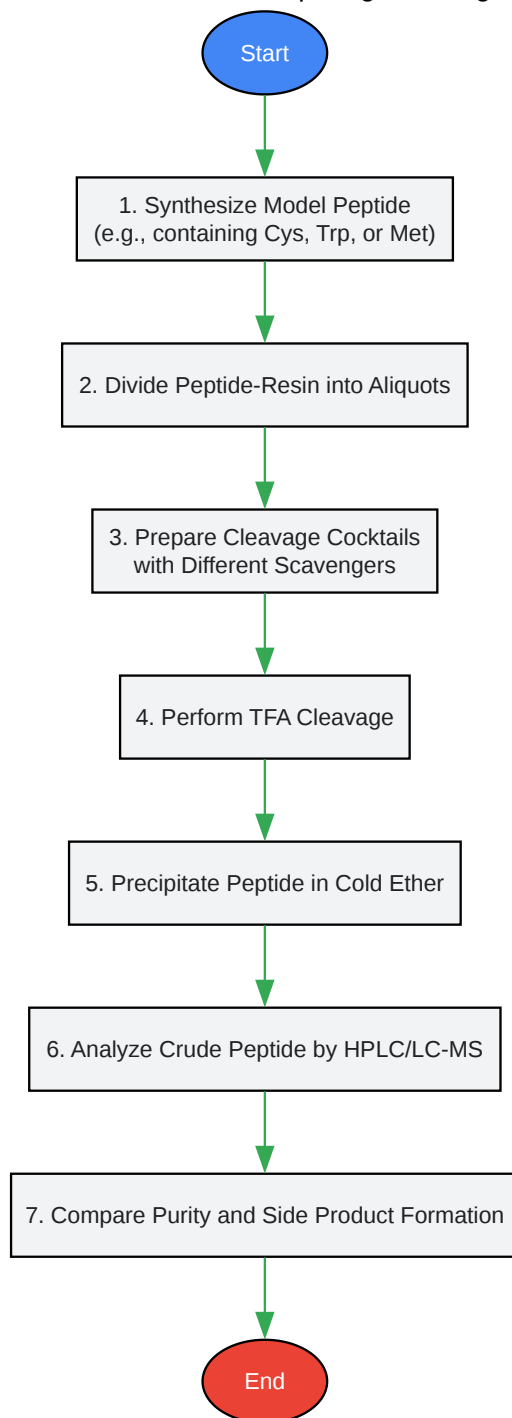 Start
1. Synthesize Model Peptide
(e.g., containing Cys, Trp, or Met)
2. Divide Peptide-Resin into Aliquots
3. Prepare Cleavage Cocktails
with Different Scavengers
4. Perform TFA Cleavage
5. Precipitate Peptide in Cold Ether
6. Analyze Crude Peptide by HPLC/LC-MS
7. Compare Purity and Side Product Formation
End